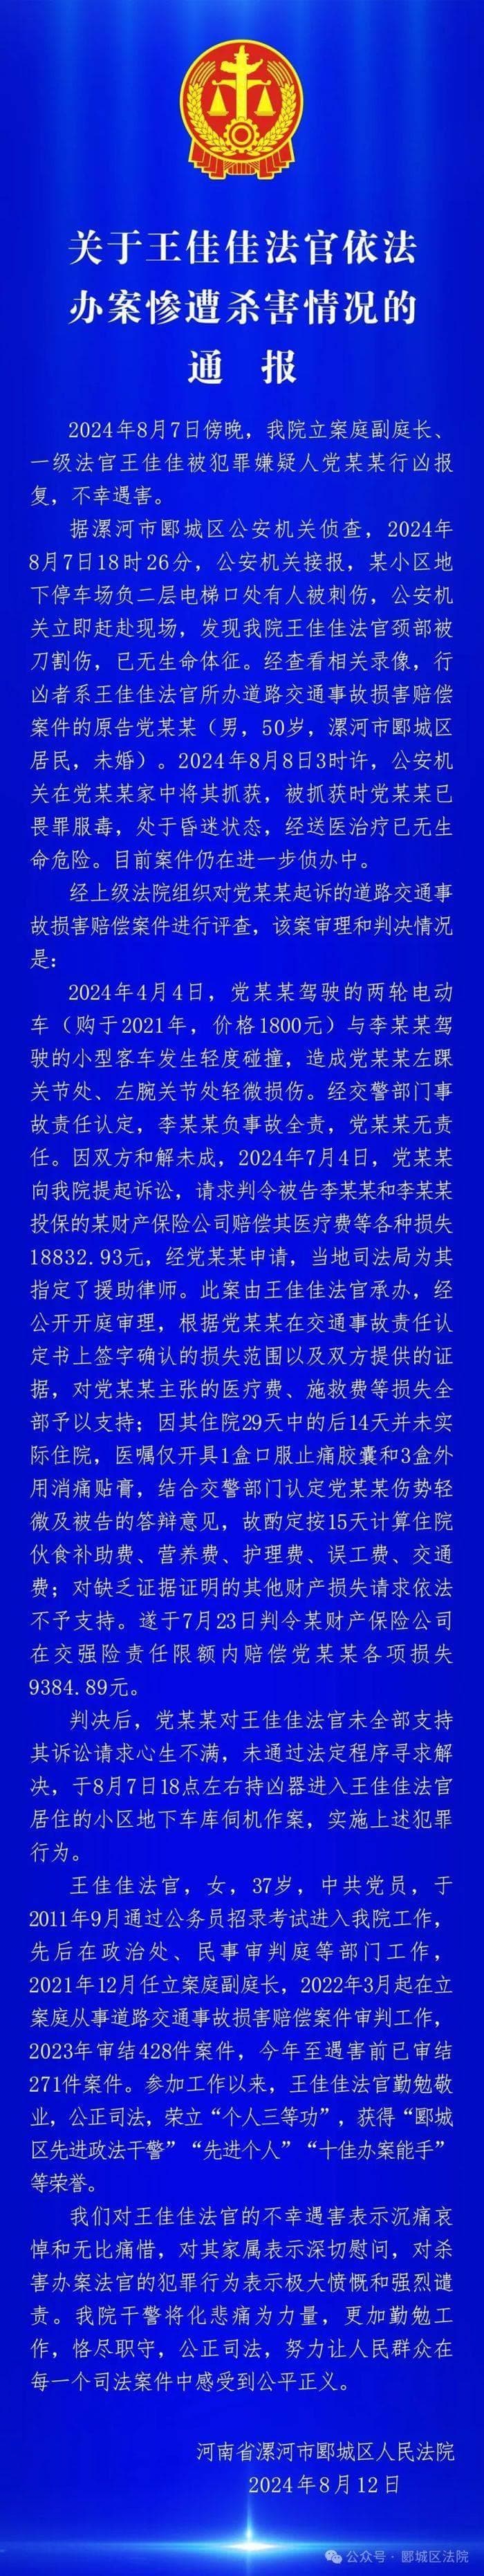 关于王佳佳法官依法
办案惨遭杀害情况的
通 报
2024年8月7日傍晚，我院立案庭副庭长、
一级法官王佳佳被犯罪嫌疑人党某某行凶报
复，不幸遇害。
据漯河市郾城区公安机关侦查，2024年
8月7日18时26分，公安机关接报，某小区地
下停车场负二层电梯口处有人被刺伤，公安机
关立即赶赴现场，发现我院王佳佳法官颈部被
刀割伤，已无生命体征。经查看相关录像，行
凶者系王佳佳法官所办道路交通事故损害赔偿
案件的原告党某某（男，50岁，漯河市郾城区
居民，未婚）。2024年8月8日3时许，公安机
关在党某某家中将其抓获，被抓获时党某某已
畏罪服毒，处于昏迷状态，经送医治疗已无生
命危险。目前案件仍在进一步侦办中。
经上级法院组织对党某某起诉的道路交通事
故损害赔偿案件进行评查，该案审理和判决情况
是：
2024年4月4日，党某某驾驶的两轮电动
车（购于2021年，价格1800元）与李某某驾
驶的小型客车发生轻度碰撞，造成党某某左踝
关节处、左腕关节处轻微损伤。经交警部门事
故责任认定，李某某负事故全责，党某某无责
任。因双方和解未成，2024年7月4日，党某某
向我院提起诉讼，请求判令被告李某某和李某某
投保的某财产保险公司赔偿其医疗费等各种损失
18832.93元，经党某某申请，当地司法局为其
指定了援助律师。此案由王佳佳法官承办，经
公开开庭审理，根据党某某在交通事故责任认
定书上签字确认的损失范围以及双方提供的证
据，对党某某主张的医疗费、施救费等损失全
部予以支持；因其住院29天中的后14天并未实
际住院，医嘱仅开具1盒口服止痛胶囊和3盒外
用消痛贴膏，结合交警部门认定党某某伤势轻
微及被告的答辩意见，故酌定按15天计算住院
伙食补助费、营养费、护理费、误工费、交通
费；对缺乏证据证明的其他财产损失请求依法
不予支持。遂于7月23日判令某财产保险公司
在交强险责任限额内赔偿党某某各项损失
9384.89元。
判决后，党某某对王佳佳法官未全部支持
其诉讼请求心生不满，未通过法定程序寻求解
决，于8月7日18点左右持凶器进入王佳佳法官
居住的小区地下车库伺机作案，实施上述犯罪
行为。
王佳佳法官，女，37岁，中共党员，于
2011年9月通过公务员招录考试进入我院工作，
先后在政治处、民事审判庭等部门工作，
2021年12月任立案庭副庭长，2022年3月起在立
案庭从事道路交通事故损害赔偿案件审判工作，
2023年审结428件案件，今年至遇害前已审结
271件案件。参加工作以来，王佳佳法官勤勉敬
业，公正司法，荣立“个人三等功”，获得“郾城
区先进政法干警”“先进个人”“十佳办案能手”
等荣誉。
我们对王佳佳法官的不幸遇害表示沉痛哀
悼和无比痛惜，对其家属表示深切慰问，对杀
害办案法官的犯罪行为表示极大愤慨和强烈谴
责。我院干警将化悲痛为力量，更加勤勉工
作，恪尽职守，公正司法，努力让人民群众在
每一个司法案件中感受到公平正义。
河南省漯河市郾城区人民法院
2024年8月12日
公众号·郾城区法院